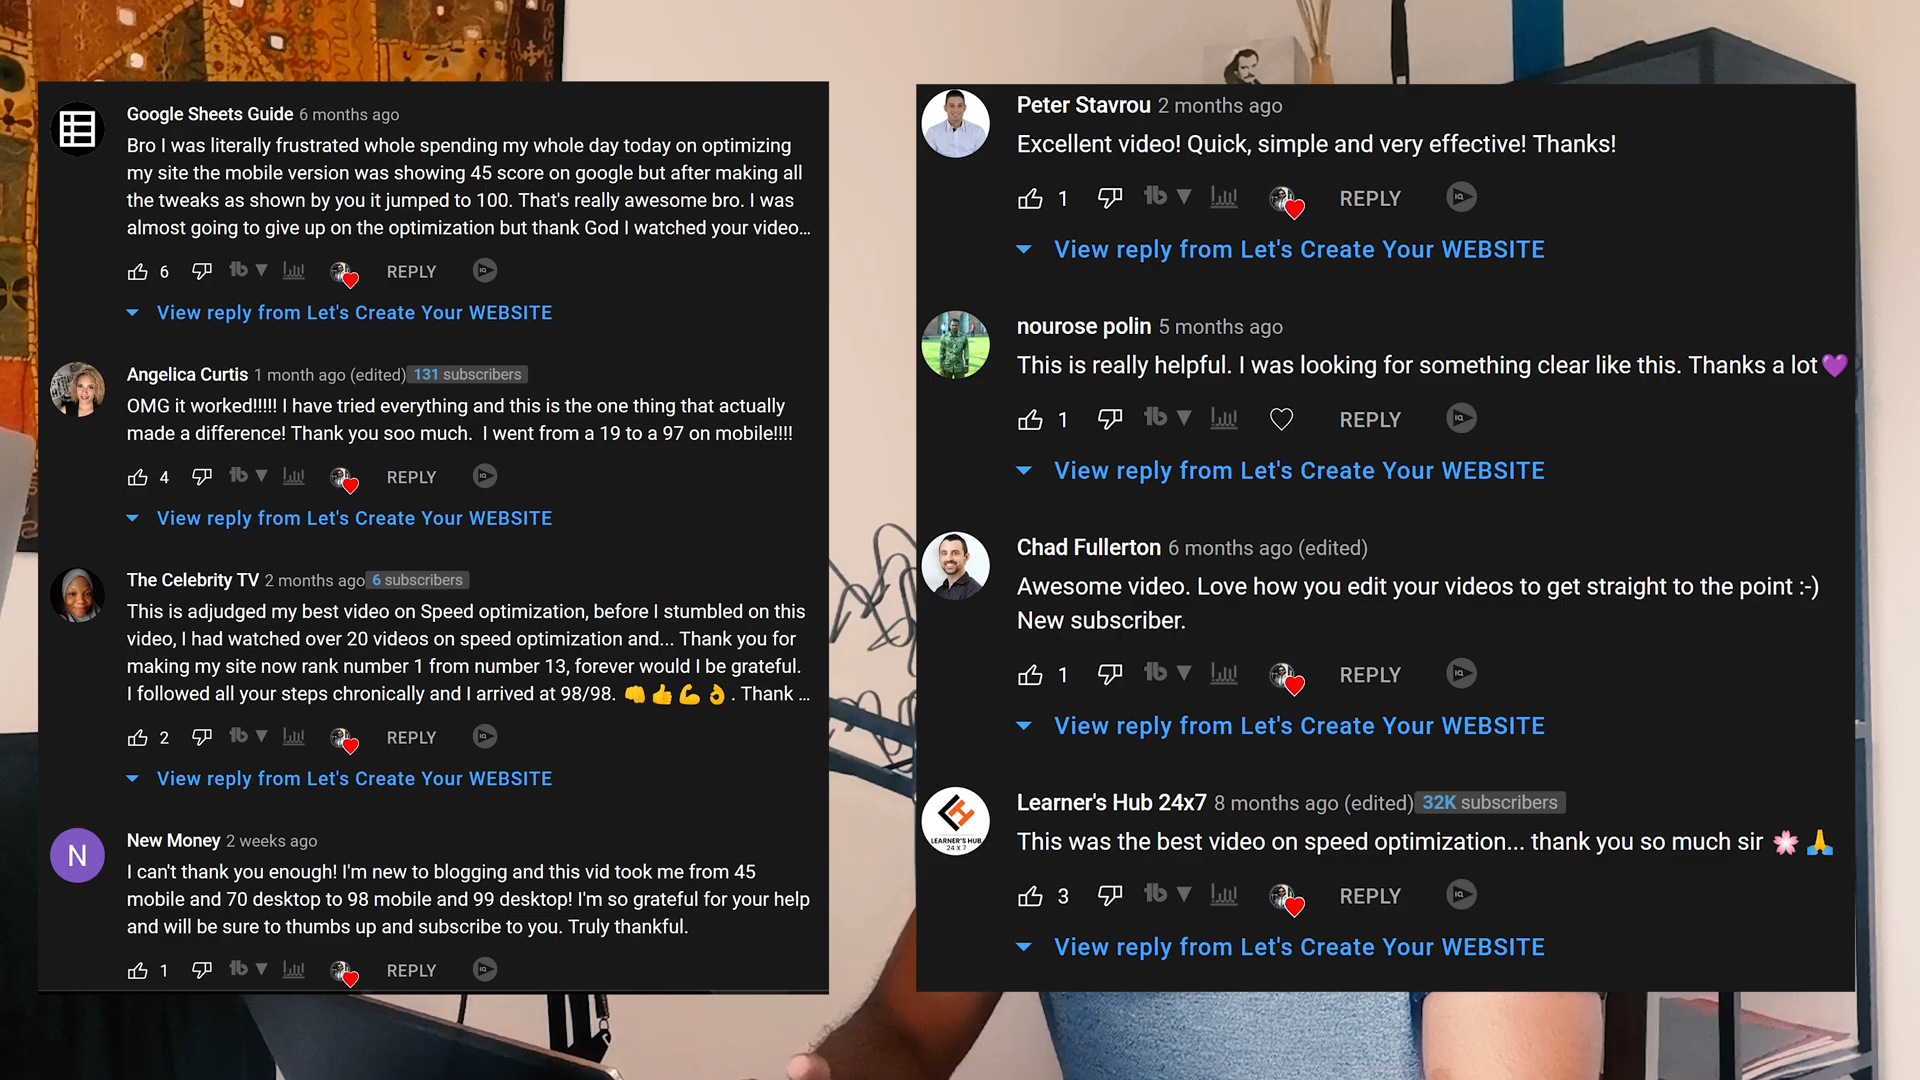 Google Sheets Guide 6 months ago
Bro I was literally frustrated whole spending my whole day today on optimizing
my site the mobile version was showing 45 score on google but after making all
the tweaks as shown by you it jumped to 100. That's really awesome bro. I was
almost going to give up on the optimization but thank God I watched your video...
6 REPLY
View reply from Let's Create Your WEBSITE
Angelica Curtis 1 month ago (edited) 131 subscribers
OMG it worked!!!!! I have tried everything and this is the one thing that actually
made a difference! Thank you soo much. I went from a 19 to a 97 on mobile!!!!
4 REPLY
View reply from Let's Create Your WEBSITE
The Celebrity TV 2 months ago 6 subscribers
This is adjudged my best video on Speed optimization, before I stumbled on this
video, I had watched over 20 videos on speed optimization and... Thank you for
making my site now rank number 1 from number 13, forever would I be grateful.
I followed all your steps chronically and I arrived at 98/98. 👊👍💪👌. Thank ...
2 REPLY
View reply from Let's Create Your WEBSITE
N
New Money 2 weeks ago
I can't thank you enough! I'm new to blogging and this vid took me from 45
mobile and 70 desktop to 98 mobile and 99 desktop! I'm so grateful for your help
and will be sure to thumbs up and subscribe to you. Truly thankful.
1 REPLY
Peter Stavrou 2 months ago
Excellent video! Quick, simple and very effective! Thanks!
1 REPLY
View reply from Let's Create Your WEBSITE
nourose polin 5 months ago
This is really helpful. I was looking for something clear like this. Thanks a lot💜
1 REPLY
View reply from Let's Create Your WEBSITE
Chad Fullerton 6 months ago (edited)
Awesome video. Love how you edit your videos to get straight to the point :-)
New subscriber.
1 REPLY
View reply from Let's Create Your WEBSITE
LEARNER'S HUB
24 X 7
Learner's Hub 24x7 8 months ago (edited) 32K subscribers
This was the best video on speed optimization... thank you so much sir 🌸🙏
3 REPLY
View reply from Let's Create Your WEBSITE